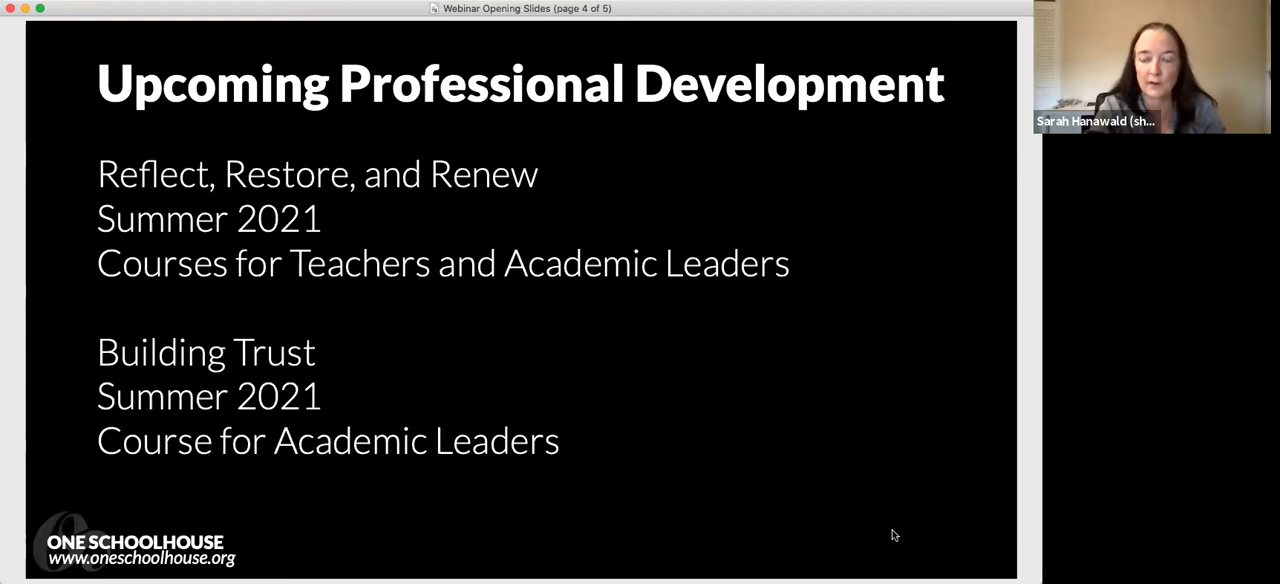 Webinar Opening Slides (page 4 of 5)
Upcoming Professional Development
Reflect, Restore, and Renew
Summer 2021
Courses for Teachers and Academic Leaders
Building Trust
Summer 2021
Course for Academic Leaders
ONE SCHOOLHOUSE
www.oneschoolhouse.org
Sarah Hanawald (sh...